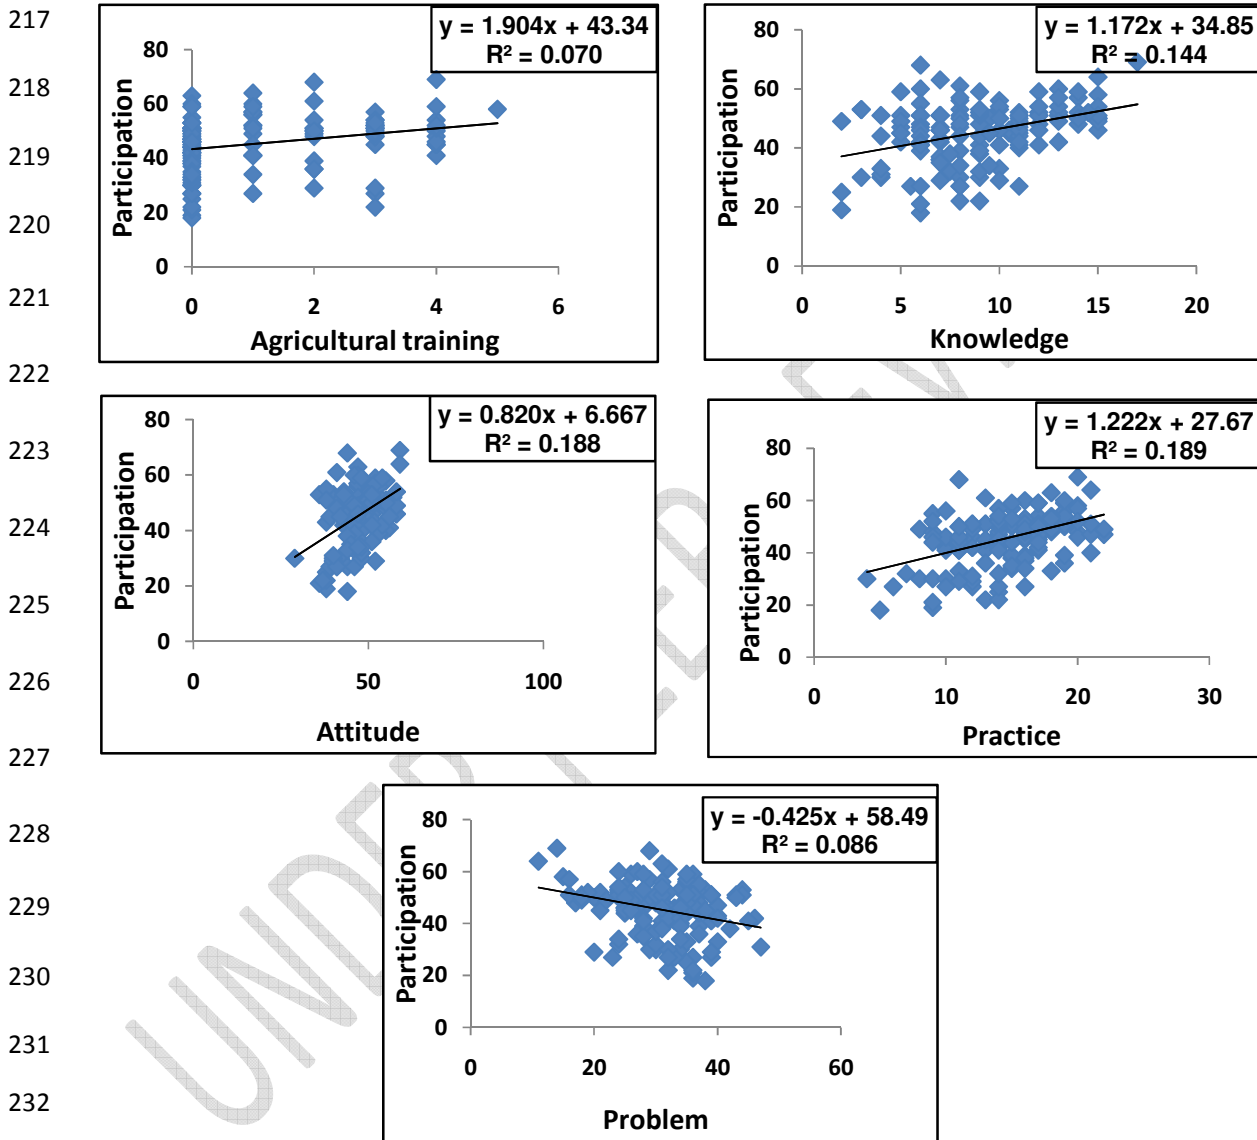 217
y = 1.904x + 43.34
R² = 0.070
80
60
40
20
0
0 2 4 6
Participation
Agricultural training
y = 1.172x + 34.85
R² = 0.144
80
60
40
20
0
0 5 10 15 20
Participation
Knowledge
218
219
220
221
222
y = 0.820x + 6.667
R² = 0.188
80
60
40
20
0
0 50 100
Participation
Attitude
y = 1.222x + 27.67
R² = 0.189
80
60
40
20
0
0 10 20 30
Participation
Practice
223
224
225
226
227
y = -0.425x + 58.49
R² = 0.086
80
60
40
20
0
0 20 40 60
Participation
Problem
228
229
230
231
232